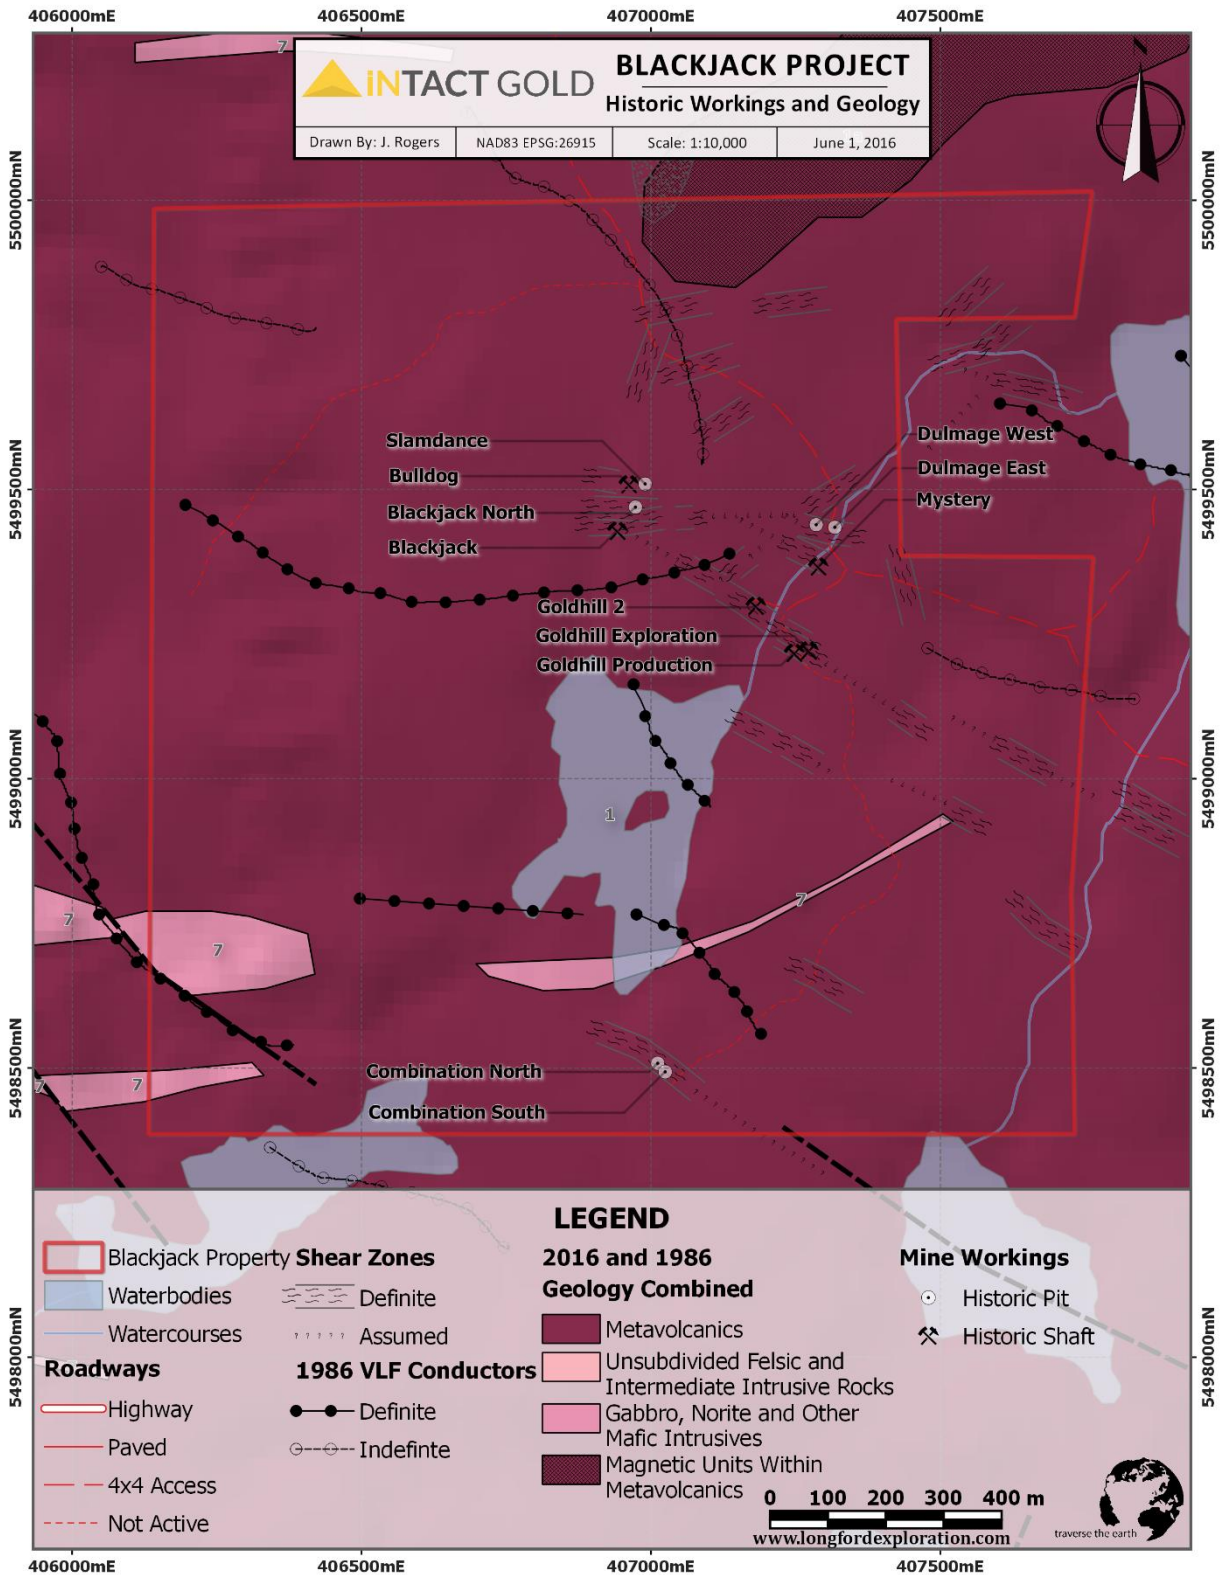 406000mE 406500mE 407000mE 407500mE
iNTACT GOLD
BLACKJACK PROJECT
Historic Workings and Geology
Drawn By: J. Rogers NAD83 EPSG:26915 Scale: 1:10,000 June 1, 2016
7
N
5500000mN 5500000mN
Slamdance
Bulldog
Blackjack North
Blackjack
Dulmage West
Dulmage East
Mystery
5499500mN 5499500mN
Goldhill 2
Goldhill Exploration
Goldhill Production
5499000mN 5499000mN
1
7
7
7
7
7
5498500mN 5498500mN
Combination North
Combination South
LEGEND
Blackjack Property
Waterbodies
Watercourses
Roadways
Highway
Paved
4x4 Access
Not Active
Shear Zones
Definite
Assumed
1986 VLF Conductors
Definite
Indefinte
2016 and 1986
Geology Combined
Metavolcanics
Unsubdivided Felsic and
Intermediate Intrusive Rocks
Gabbro, Norite and Other
Mafic Intrusives
Magnetic Units Within
Metavolcanics
Mine Workings
Historic Pit
Historic Shaft
5498000mN 5498000mN
0 100 200 300 400 m
www.longfordexploration.com
traverse the earth
406000mE 406500mE 407000mE 407500mE